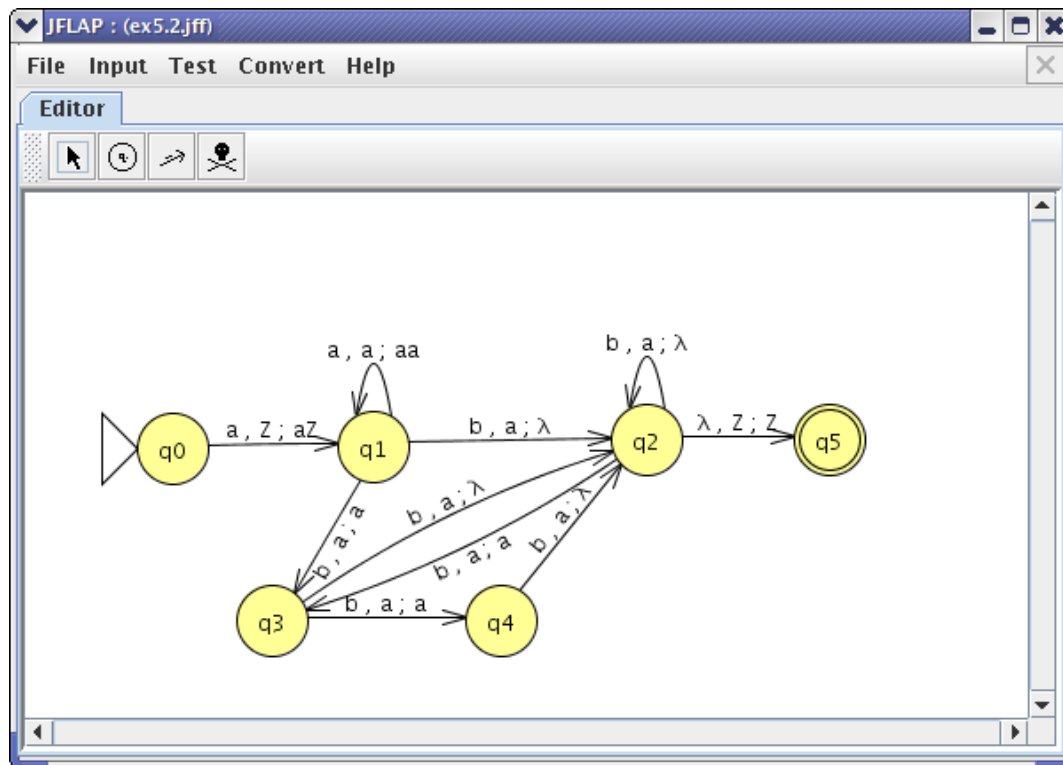 JFLAP : (ex5.2.jff)
File Input Test Convert Help
Editor
q
a , a ; aa
b , a ; λ
q0
a , Z ; aZ
q1
b , a ; λ
q2
λ , Z ; Z
q5
b , a ; a
b , a ; λ
b , a ; a
b , a ; λ
q3
b , a ; a
q4